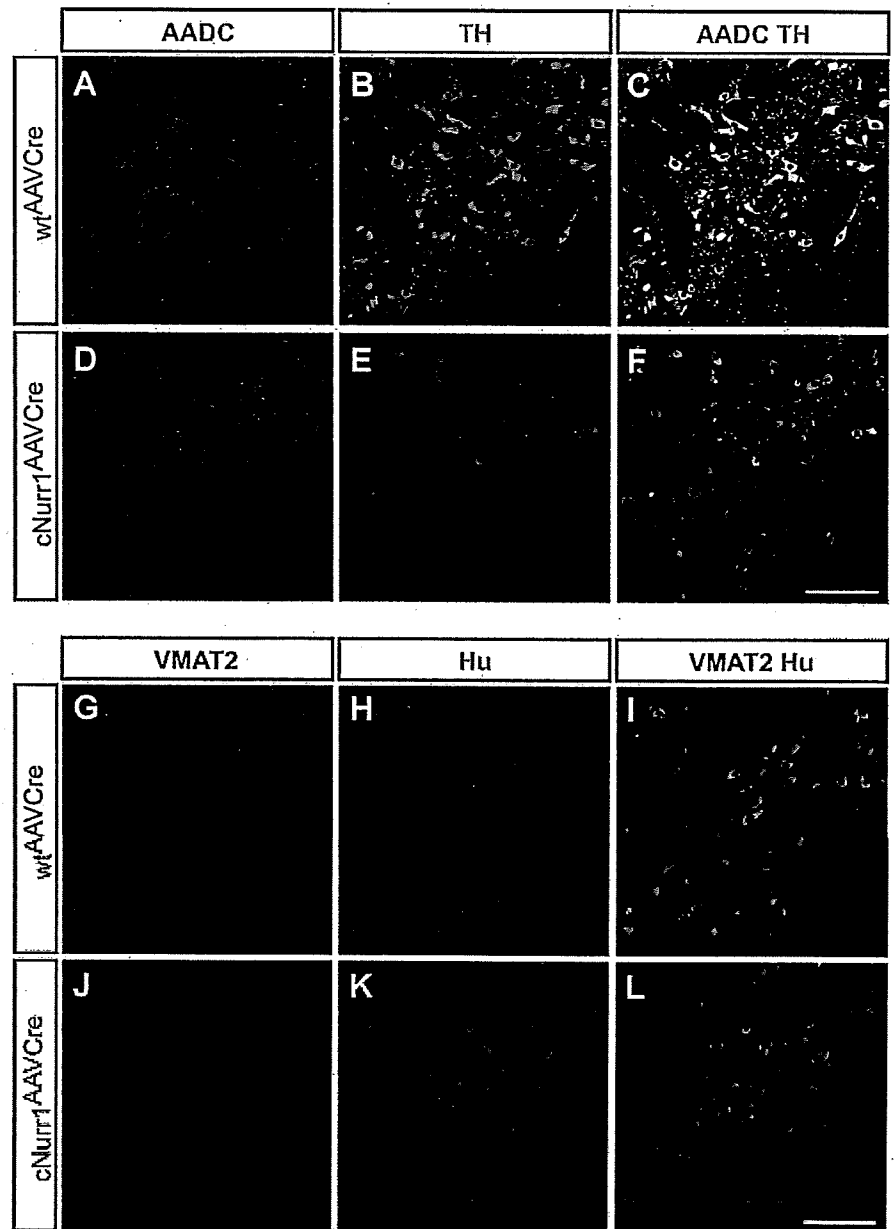 AADC TH AADC TH
wtAAVCre
A B C
cNurr1AAVCre
D E F
VMAT2 Hu VMAT2 Hu
wtAAVCre
G H I
cNurr1AAVCre
J K L